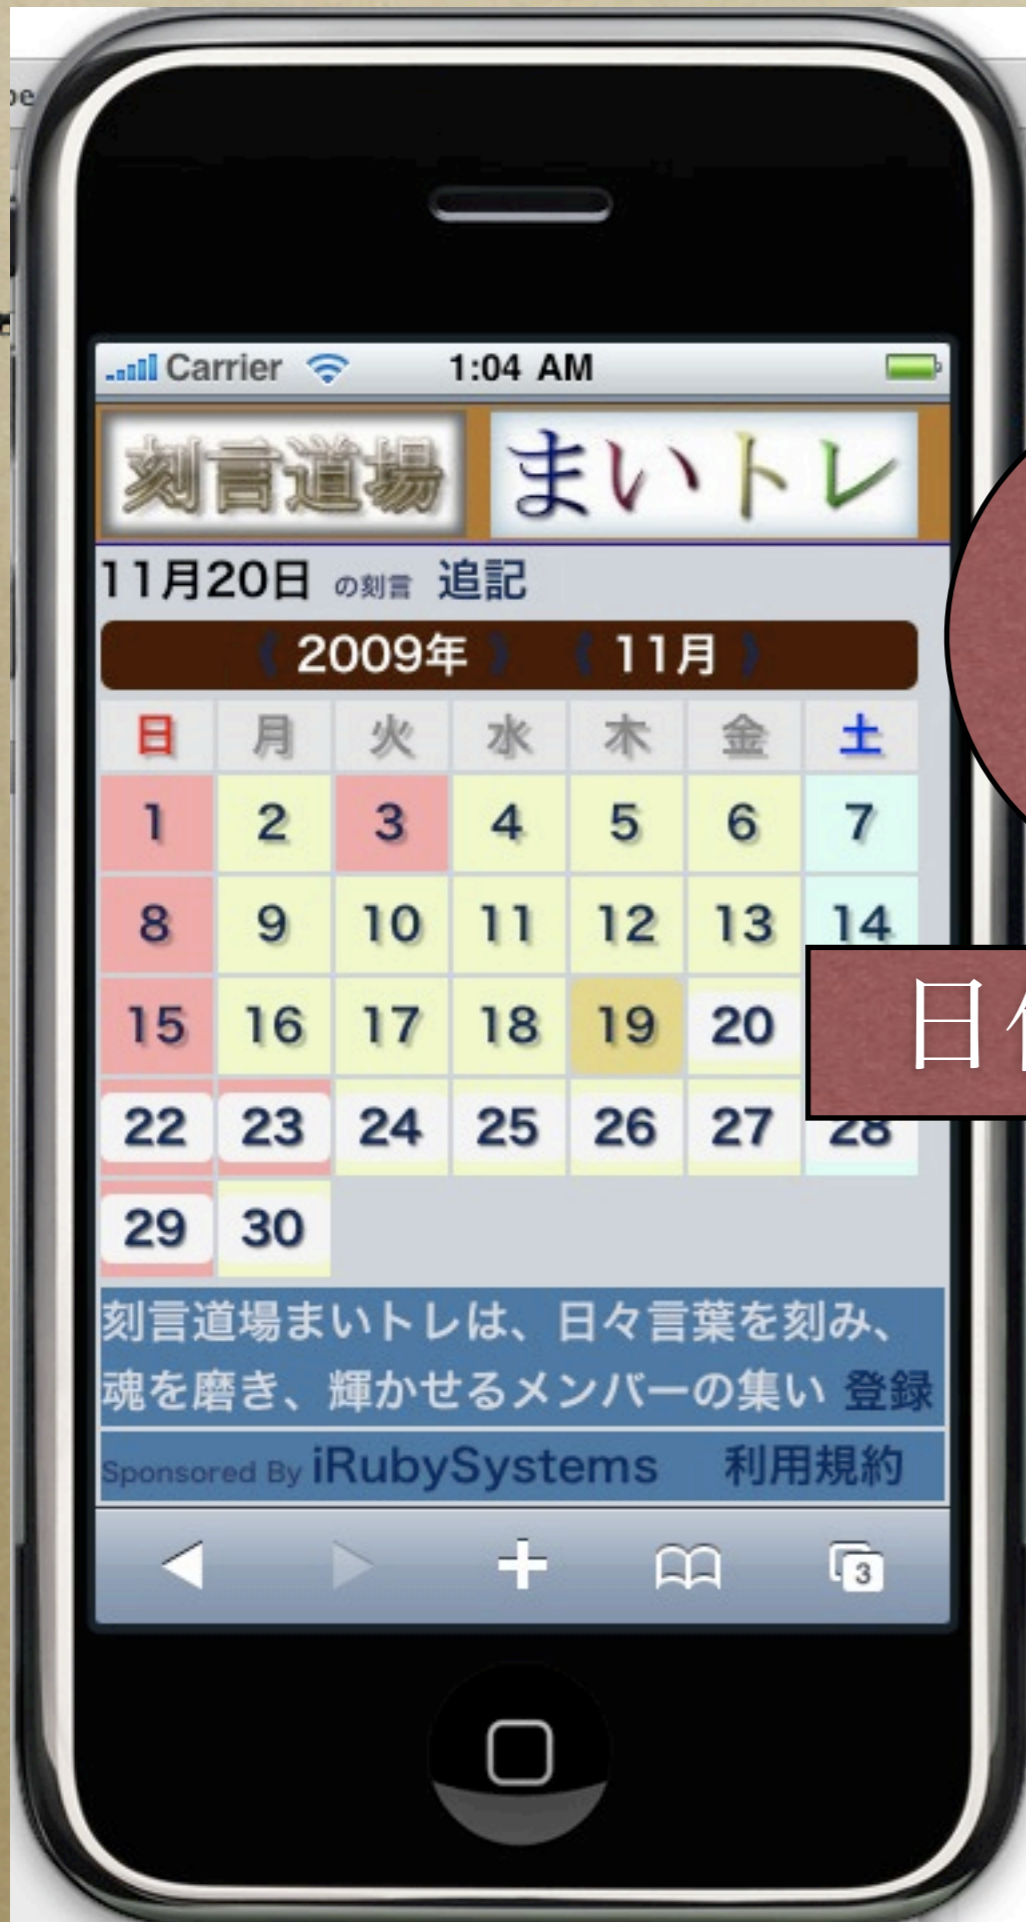 Carrier 1:04 AM
刻言道場 まいトレ
11月20日 の刻言 追記
《 2009年 》 《 11月 》
日 月 火 水 木 金 土
1 2 3 4 5 6 7
8 9 10 11 12 13 14
15 16 17 18 19 20
日
22 23 24 25 26 27 28
29 30
刻言道場まいトレは、日々言葉を刻み、
魂を磨き、輝かせるメンバーの集い 登録
Sponsored By iRubySystems 利用規約
3